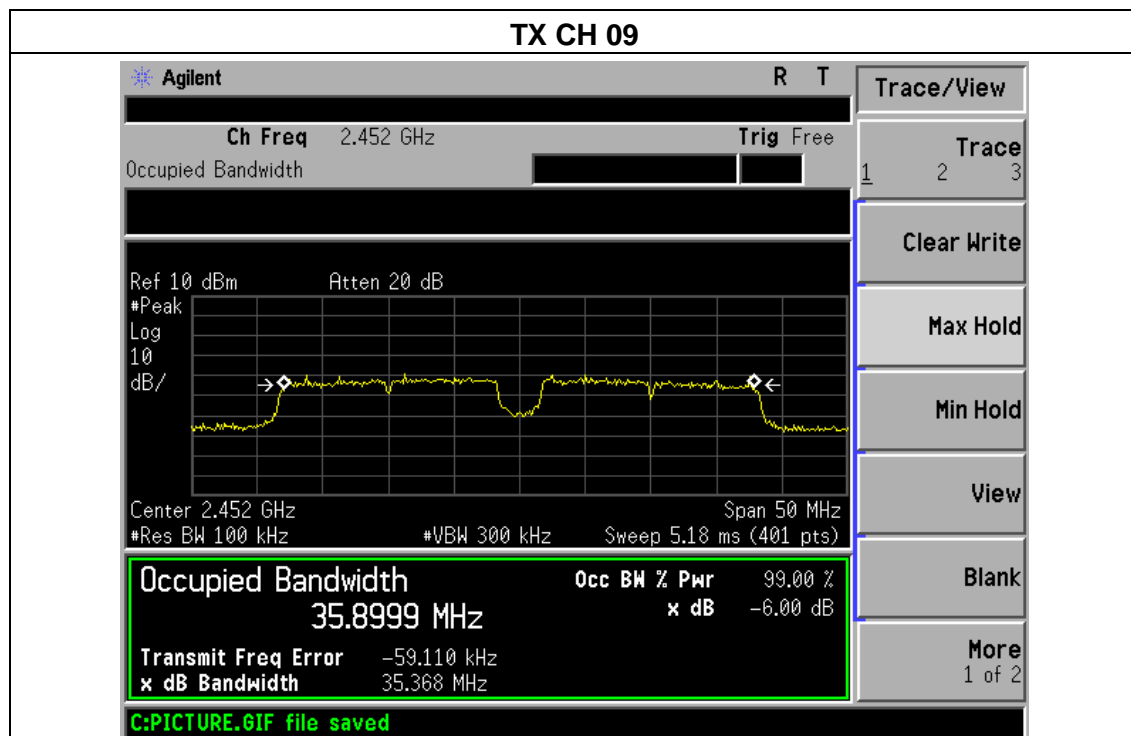 TX CH 09
Agilent R T
Trace/View
Ch Freq 2.452 GHz Trig Free
Occupied Bandwidth
Trace
1 2 3
Clear Write
Ref 10 dBm Atten 20 dB
#Peak
Log
10
dB/
Max Hold
Min Hold
View
Center 2.452 GHz Span 50 MHz
#Res BW 100 kHz #VBW 300 kHz Sweep 5.18 ms (401 pts)
Occupied Bandwidth Occ BW % Pwr 99.00 %
35.8999 MHz x dB -6.00 dB
Blank
Transmit Freq Error -59.110 kHz
x dB Bandwidth 35.368 MHz
More
1 of 2
C:PICTURE.GIF file saved